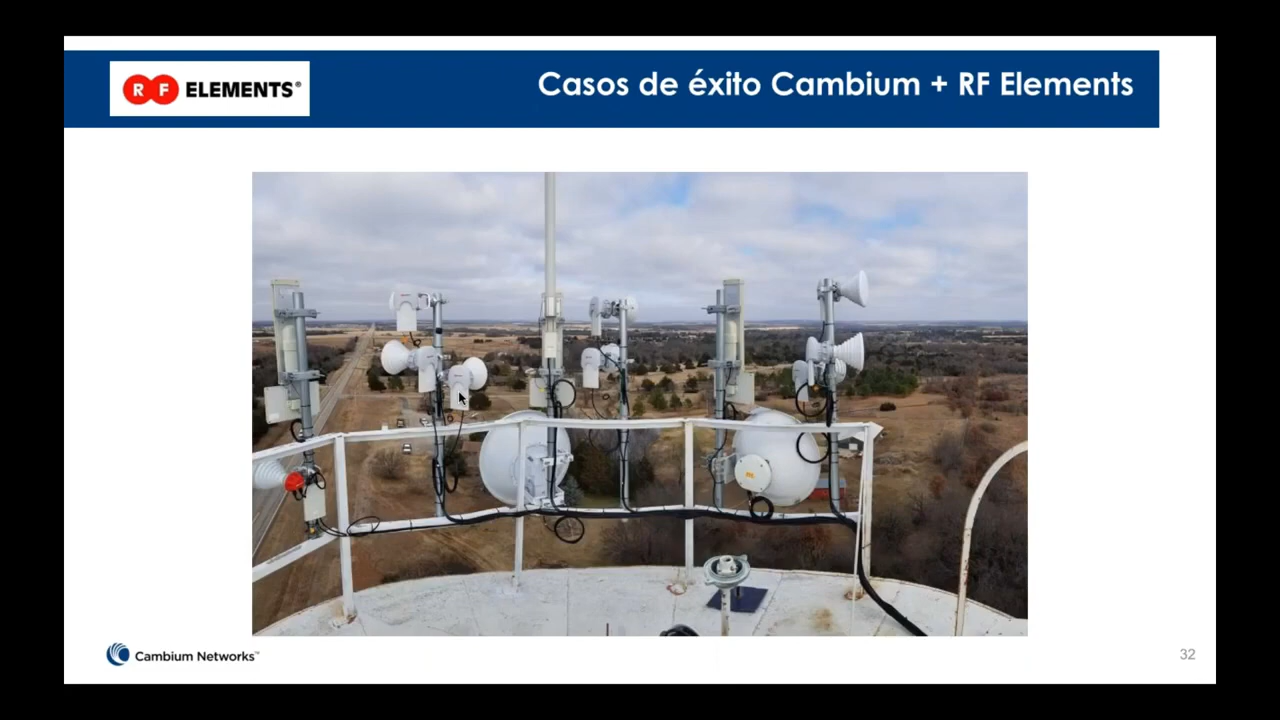 RF ELEMENTS®
Casos de éxito Cambium + RF Elements
Cambium Networks™
32